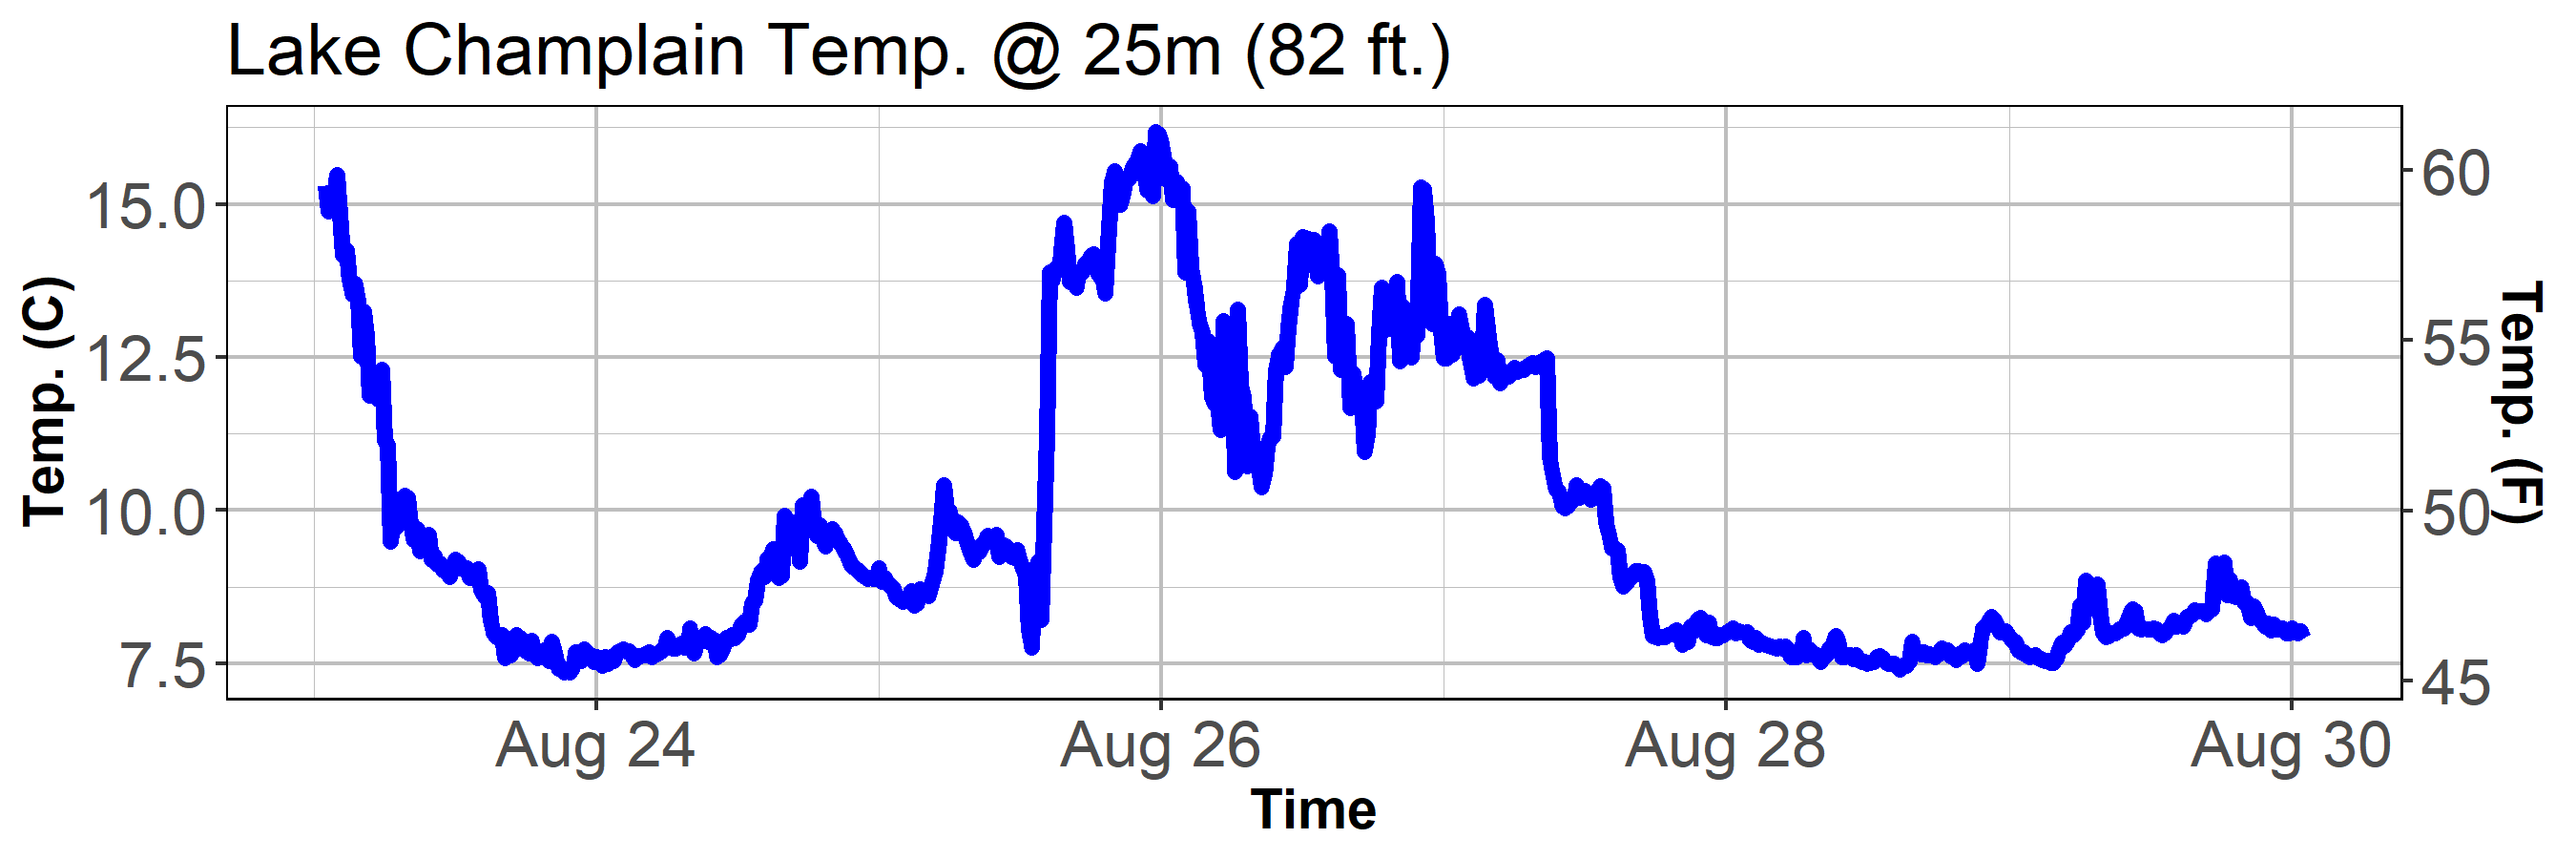 Lake Champlain Temp. @ 25m (82 ft.)
Temp. (C)
15.0
12.5
10.0
7.5
60
55
50
45
Temp. (F)
Aug 24
Aug 26
Aug 28
Aug 30
Time